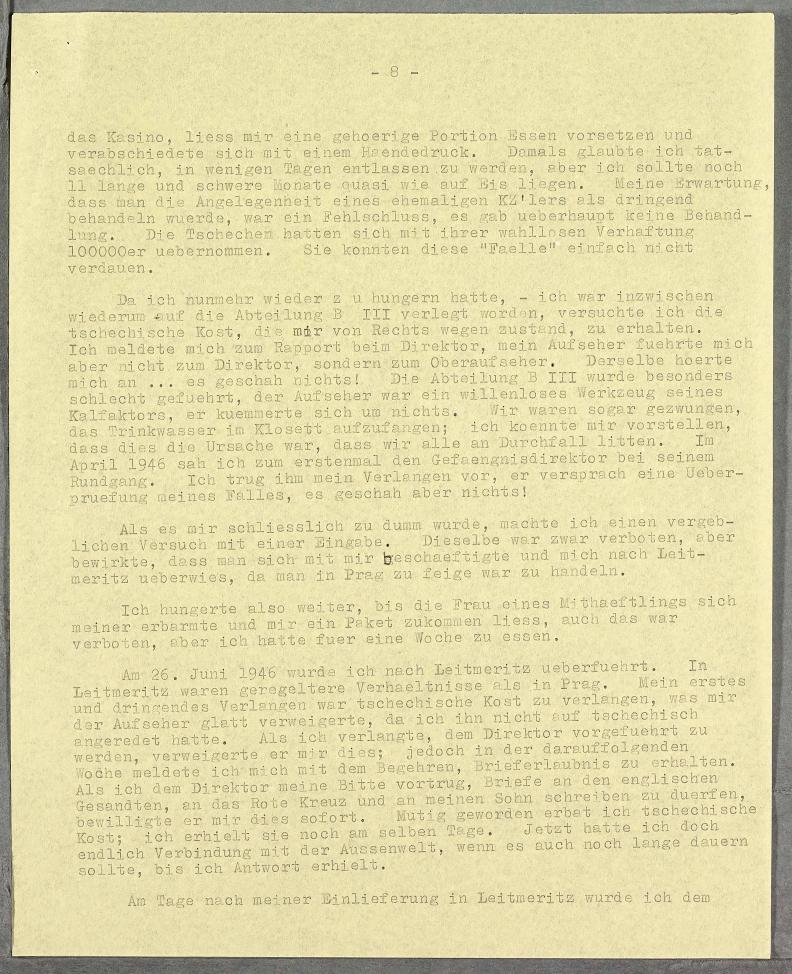 - 8 -
das Kasino, liess mir eine gehoerige Portion Essen vorsetzen und
verabschiedete sich mit einem Haendedruck. Damals glaubte ich tat-
saechlich, in wenigen Tagen entlassen zu werden, aber ich sollte noch
11 lange und schwere Monate quasi wie auf Eis liegen. Meine Erwartung,
dass man die Angelegenheit eines ehemaligen KZ'lers als dringend
behandeln wuerde, war ein Fehlschluss, es gab ueberhaupt keine Behand-
lung. Die Tschechen hatten sich mit ihrer wahllosen Verhaftung
100000er uebernommen. Sie konnten diese "Faelle" einfach nicht
verdauen.
Da ich nunmehr wieder z u hungern hatte, - ich war inzwischen
wiederum auf die Abteilung B III verlegt worden, versuchte ich die
tschechische Kost, die mir von Rechts wegen zustand, zu erhalten.
Ich meldete mich zum Rapport beim Direktor, mein Aufseher fuehrte mich
aber nicht zum Direktor, sondern zum Oberaufseher. Derselbe hoerte
mich an ... es geschah nichts! Die Abteilung B III wurde besonders
schlecht gefuehrt, der Aufseher war ein willenloses Werkzeug seines
Kalfaktors, er kuemmerte sich um nichts. Wir waren sogar gezwungen,
das Trinkwasser im Klosett aufzufangen; ich koennte mir vorstellen,
dass dies die Ursache war, dass wir alle an Durchfall litten. Im
April 1946 sah ich zum erstenmal den Gefaengnisdirektor bei seinem
Rundgang. Ich trug ihm mein Verlangen vor, er versprach eine Ueber-
pruefung meines Falles, es geschah aber nichts!
Als es mir schliesslich zu dumm wurde, machte ich einen vergeb-
lichen Versuch mit einer Eingabe. Dieselbe war zwar verboten, aber
bewirkte, dass man sich mit mir beschaeftigte und mich nach Leit-
meritz ueberwies, da man in Prag zu feige war zu handeln.
Ich hungerte also weiter, bis die Frau eines Mithaeftlings sich
meiner erbarmte und mir ein Paket zukommen liess, auch das war
verboten, aber ich hatte fuer eine Woche zu essen.
Am 26. Juni 1946 wurde ich nach Leitmeritz ueberfuehrt. In
Leitmeritz waren geregeltere Verhaeltnisse als in Prag. Mein erstes
und dringendes Verlangen war tschechische Kost zu verlangen, was mir
der Aufseher glatt verweigerte, da ich ihn nicht auf tschechisch
angeredet hatte. Als ich verlangte, dem Direktor vorgefuehrt zu
werden, verweigerte er mir dies; jedoch in der darauffolgenden
Woche meldete ich mich mit dem Begehren, Brieferlaubnis zu erhalten.
Als ich dem Direktor meine Bitte vortrug, Briefe an den englischen
Gesandten, an das Rote Kreuz und an meinen Sohn schreiben zu duerfen,
bewilligte er mir dies sofort. Mutig geworden erbat ich tschechische
Kost; ich erhielt sie noch am selben Tage. Jetzt hatte ich doch
endlich Verbindung mit der Aussenwelt, wenn es auch noch lange dauern
sollte, bis ich Antwort erhielt.
Am Tage nach meiner Einlieferung in Leitmeritz wurde ich dem